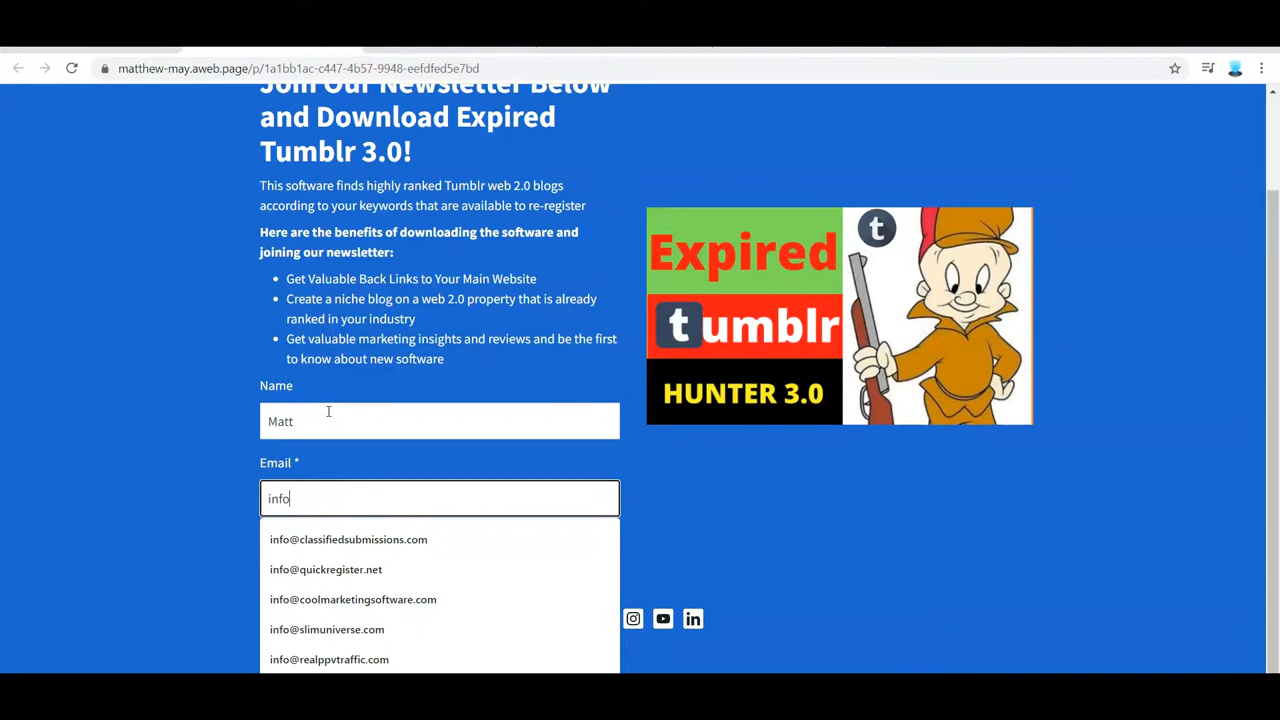 matthew-may.aweb.page/p/1a1bb1ac-c447-4b57-9948-eefdfed5e7bd
Join Our Newsletter Below
and Download Expired
Tumblr 3.0!
This software finds highly ranked Tumblr web 2.0 blogs
according to your keywords that are available to re-register
Here are the benefits of downloading the software and
joining our newsletter:
• Get Valuable Back Links to Your Main Website
• Create a niche blog on a web 2.0 property that is already
ranked in your industry
• Get valuable marketing insights and reviews and be the first
to know about new software
Name
Matt
Email *
info
info@classifiedsubmissions.com
info@quickregister.net
info@coolmarketingsoftware.com
info@slimuniverse.com
info@realppvtraffic.com
Expired
tumblr
HUNTER 3.0
t
in